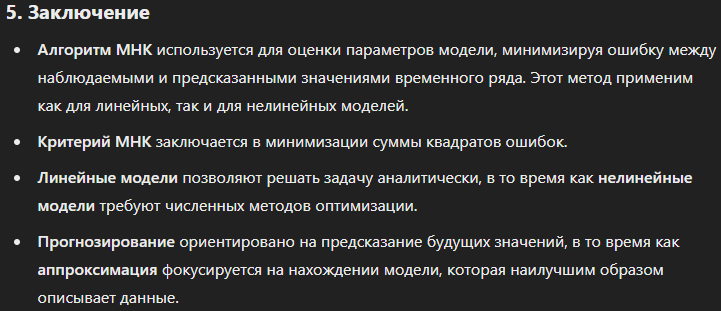 5. Заключение
• Алгоритм МНК используется для оценки параметров модели, минимизируя ошибку между
наблюдаемыми и предсказанными значениями временного ряда. Этот метод применим
как для линейных, так и для нелинейных моделей.
• Критерий МНК заключается в минимизации суммы квадратов ошибок.
• Линейные модели позволяют решать задачу аналитически, в то время как нелинейные
модели требуют численных методов оптимизации.
• Прогнозирование ориентировано на предсказание будущих значений, в то время как
аппроксимация фокусируется на нахождении модели, которая наилучшим образом
описывает данные.